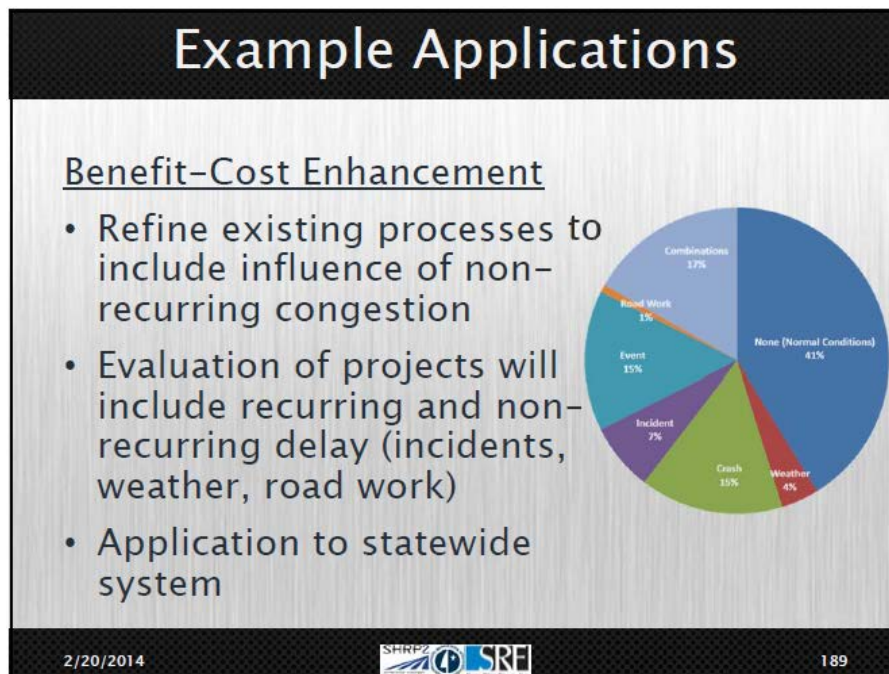 Example Applications
Benefit-Cost Enhancement
• Refine existing processes to
include influence of non-
recurring congestion
• Evaluation of projects will
include recurring and non-
recurring delay (incidents,
weather, road work)
• Application to statewide
system
Combinations
17%
Road Work
1%
Event
15%
Incident
7%
Crash
15%
Weather
4%
None (Normal Conditions)
41%
2/20/2014
SHRP2
SRF
189